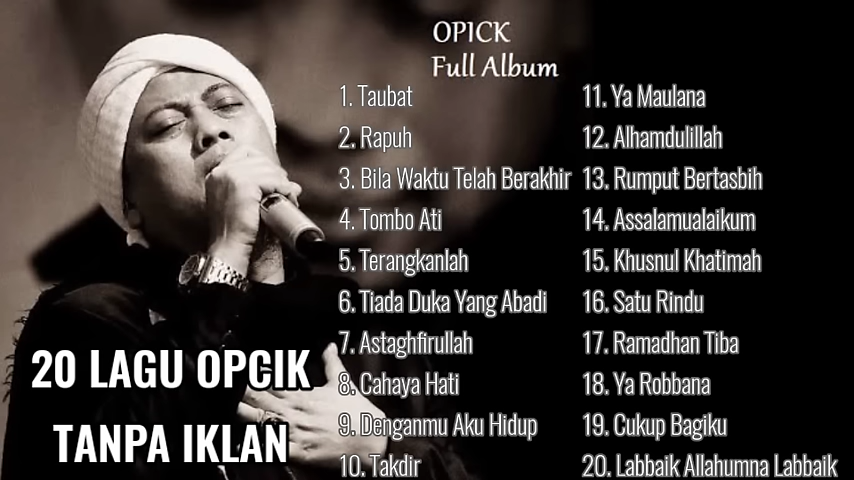 OPICK
Full Album
1. Taubat
2. Rapuh
3. Bila Waktu Telah Berakhir
4. Tombo Ati
5. Terangkanlah
6. Tiada Duka Yang Abadi
7. Astaghfirullah
8. Cahaya Hati
9. Denganmu Aku Hidup
10. Takdir
11. Ya Maulana
12. Alhamdulillah
13. Rumput Bertasbih
14. Assalamualaikum
15. Khusnul Khatimah
16. Satu Rindu
17. Ramadhan Tiba
18. Ya Robbana
19. Cukup Bagiku
20. Labbaik Allahumna Labbaik
20 LAGU OPCIK
TANPA IKLAN